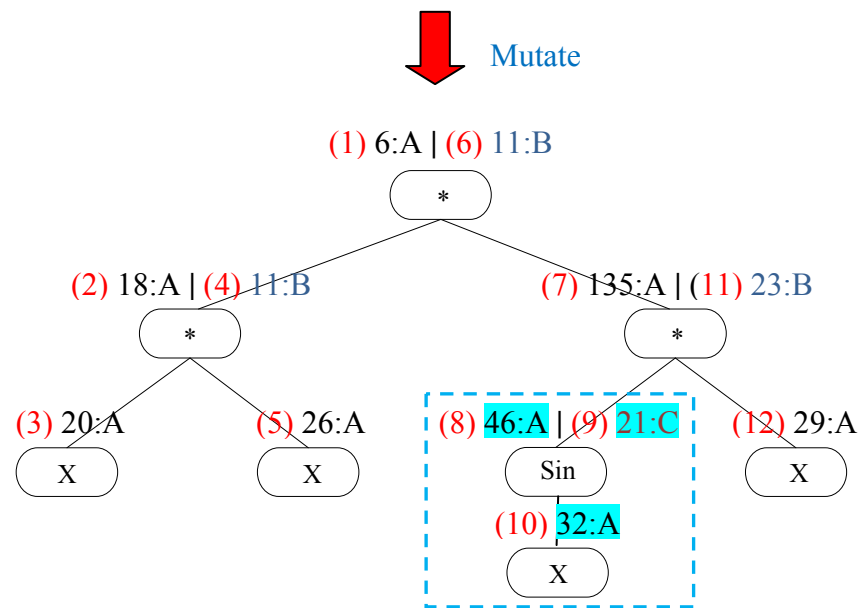 Mutate
(1) 6:A | (6) 11:B
*
(2) 18:A | (4) 11:B
(7) 135:A | (11) 23:B
*
*
(3) 20:A
(5) 26:A
(8) 46:A | (9) 21:C
(12) 29:A
X
X
Sin
X
(10) 32:A
X